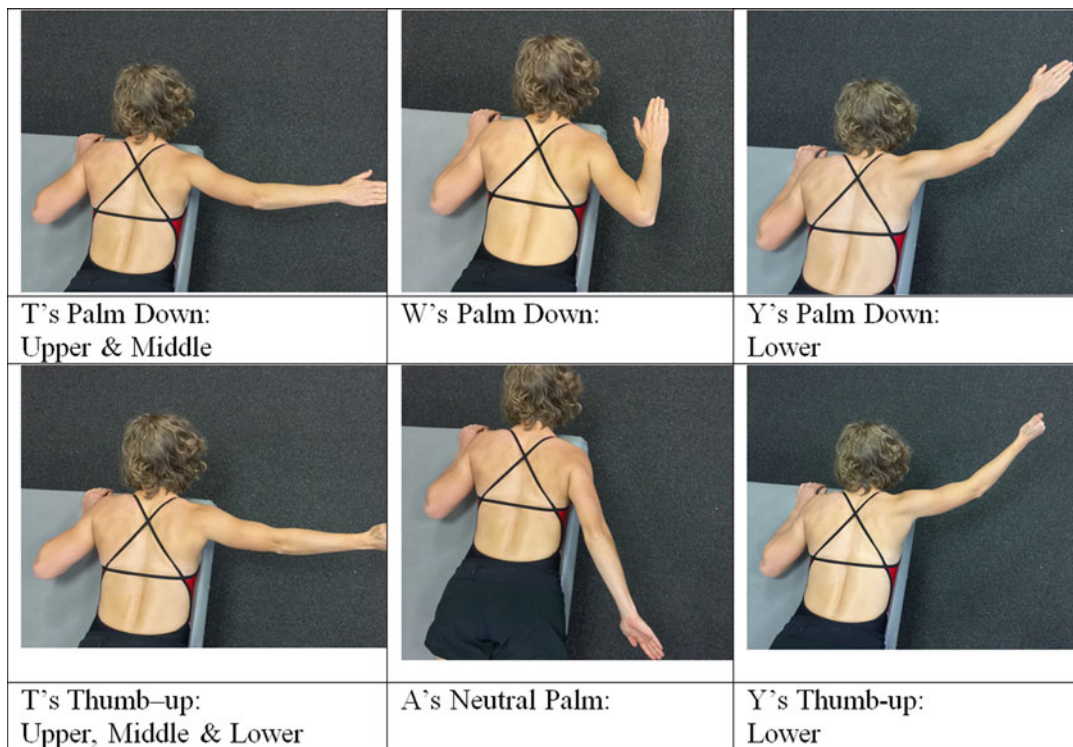 T's Palm Down:
Upper & Middle
W's Palm Down:
Y's Palm Down:
Lower
T's Thumb–up:
Upper, Middle & Lower
A's Neutral Palm:
Y's Thumb-up:
Lower